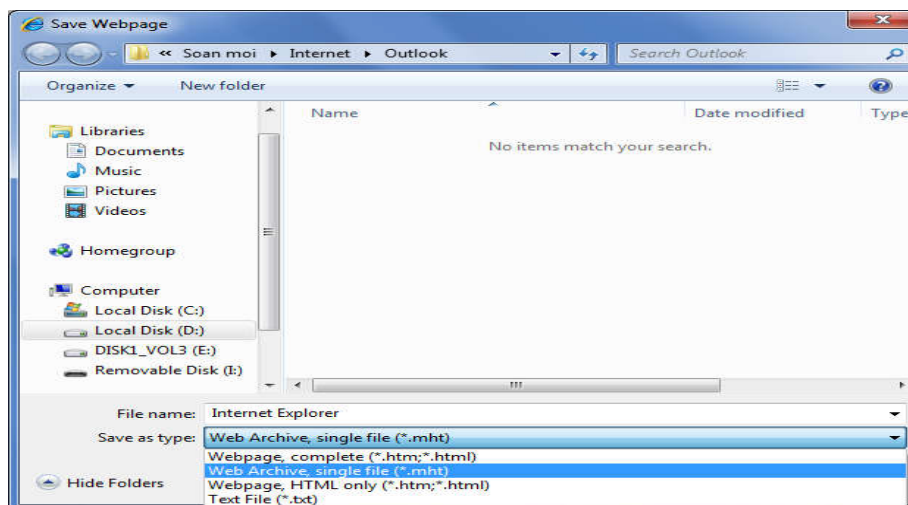 Save Webpage
« Soan moi ▸ Internet ▸ Outlook
Search Outlook
Organize
New folder
Name
Date modified
Type
No items match your search.
Libraries
Documents
Music
Pictures
Videos
Homegroup
Computer
Local Disk (C:)
Local Disk (D:)
DISK1_VOL3 (E:)
Removable Disk (I:)
File name: Internet Explorer
Save as type: Web Archive, single file (*.mht)
Webpage, complete (*.htm;*.html)
Web Archive, single file (*.mht)
Webpage, HTML only (*.htm;*.html)
Text File (*.txt)
Hide Folders